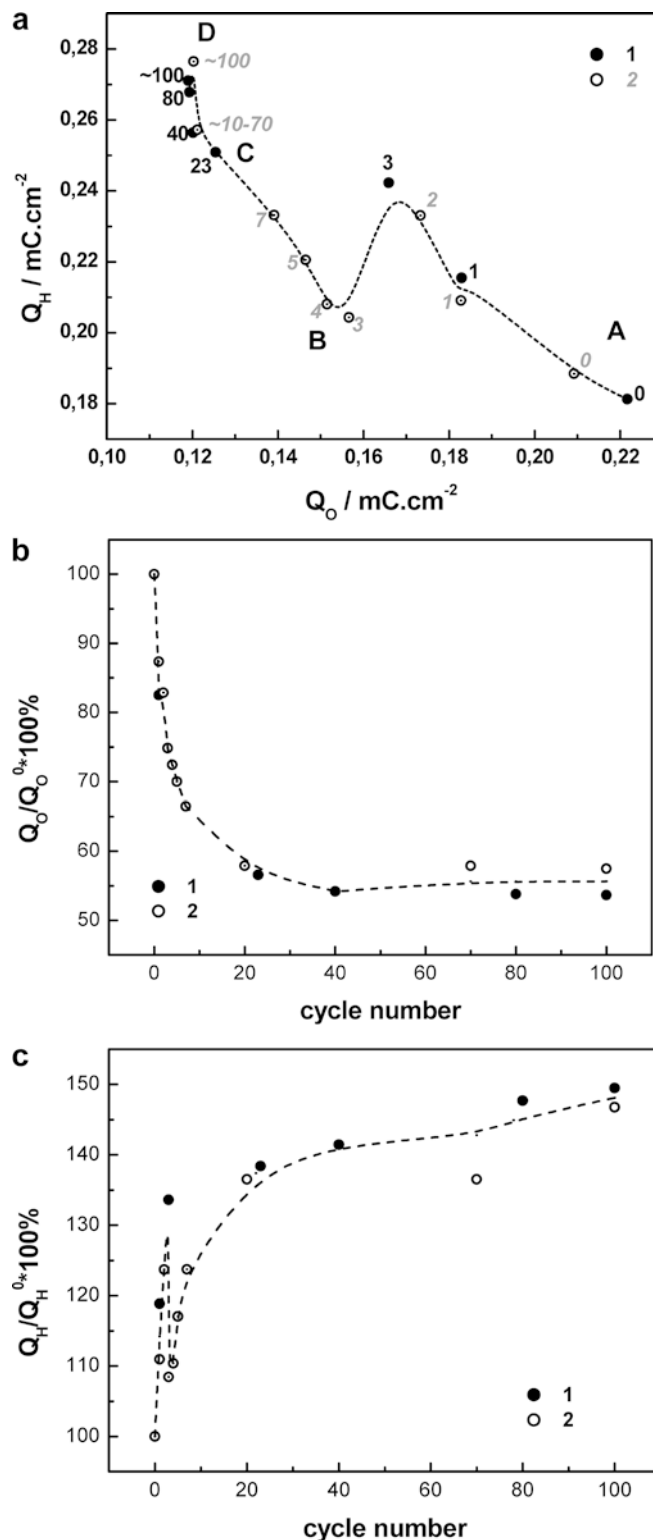 a
0,28
0,26
0,24
0,22
0,20
0,18
Q_H / mC.cm^-2
D
~100
~100
80
40
~10-70
23
C
7
5
4
3
B
3
2
1
1
A
0
0
1
2
0,10 0,12 0,14 0,16 0,18 0,20 0,22
Q_O / mC.cm^-2
b
100
90
80
70
60
50
Q_O/Q_O^0*100%
1
2
0 20 40 60 80 100
cycle number
c
150
140
130
120
110
100
Q_H/Q_H^0*100%
1
2
0 20 40 60 80 100
cycle number